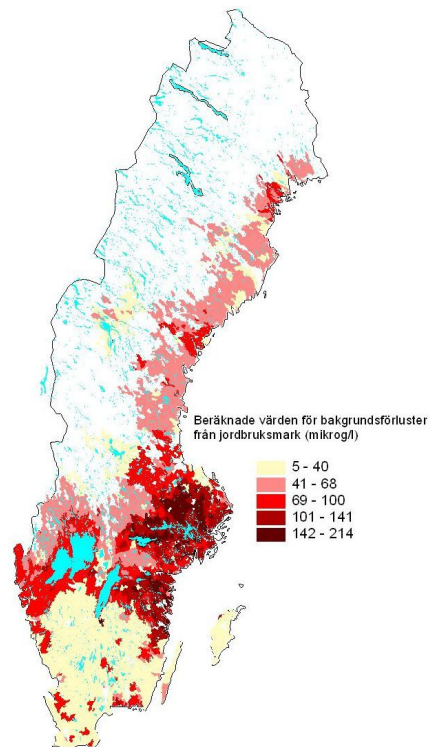 Beräknade värden för bakgrundsförluster
från jordbruksmark (mikrog/l)
5 - 40
41 - 68
69 - 100
101 - 141
142 - 214